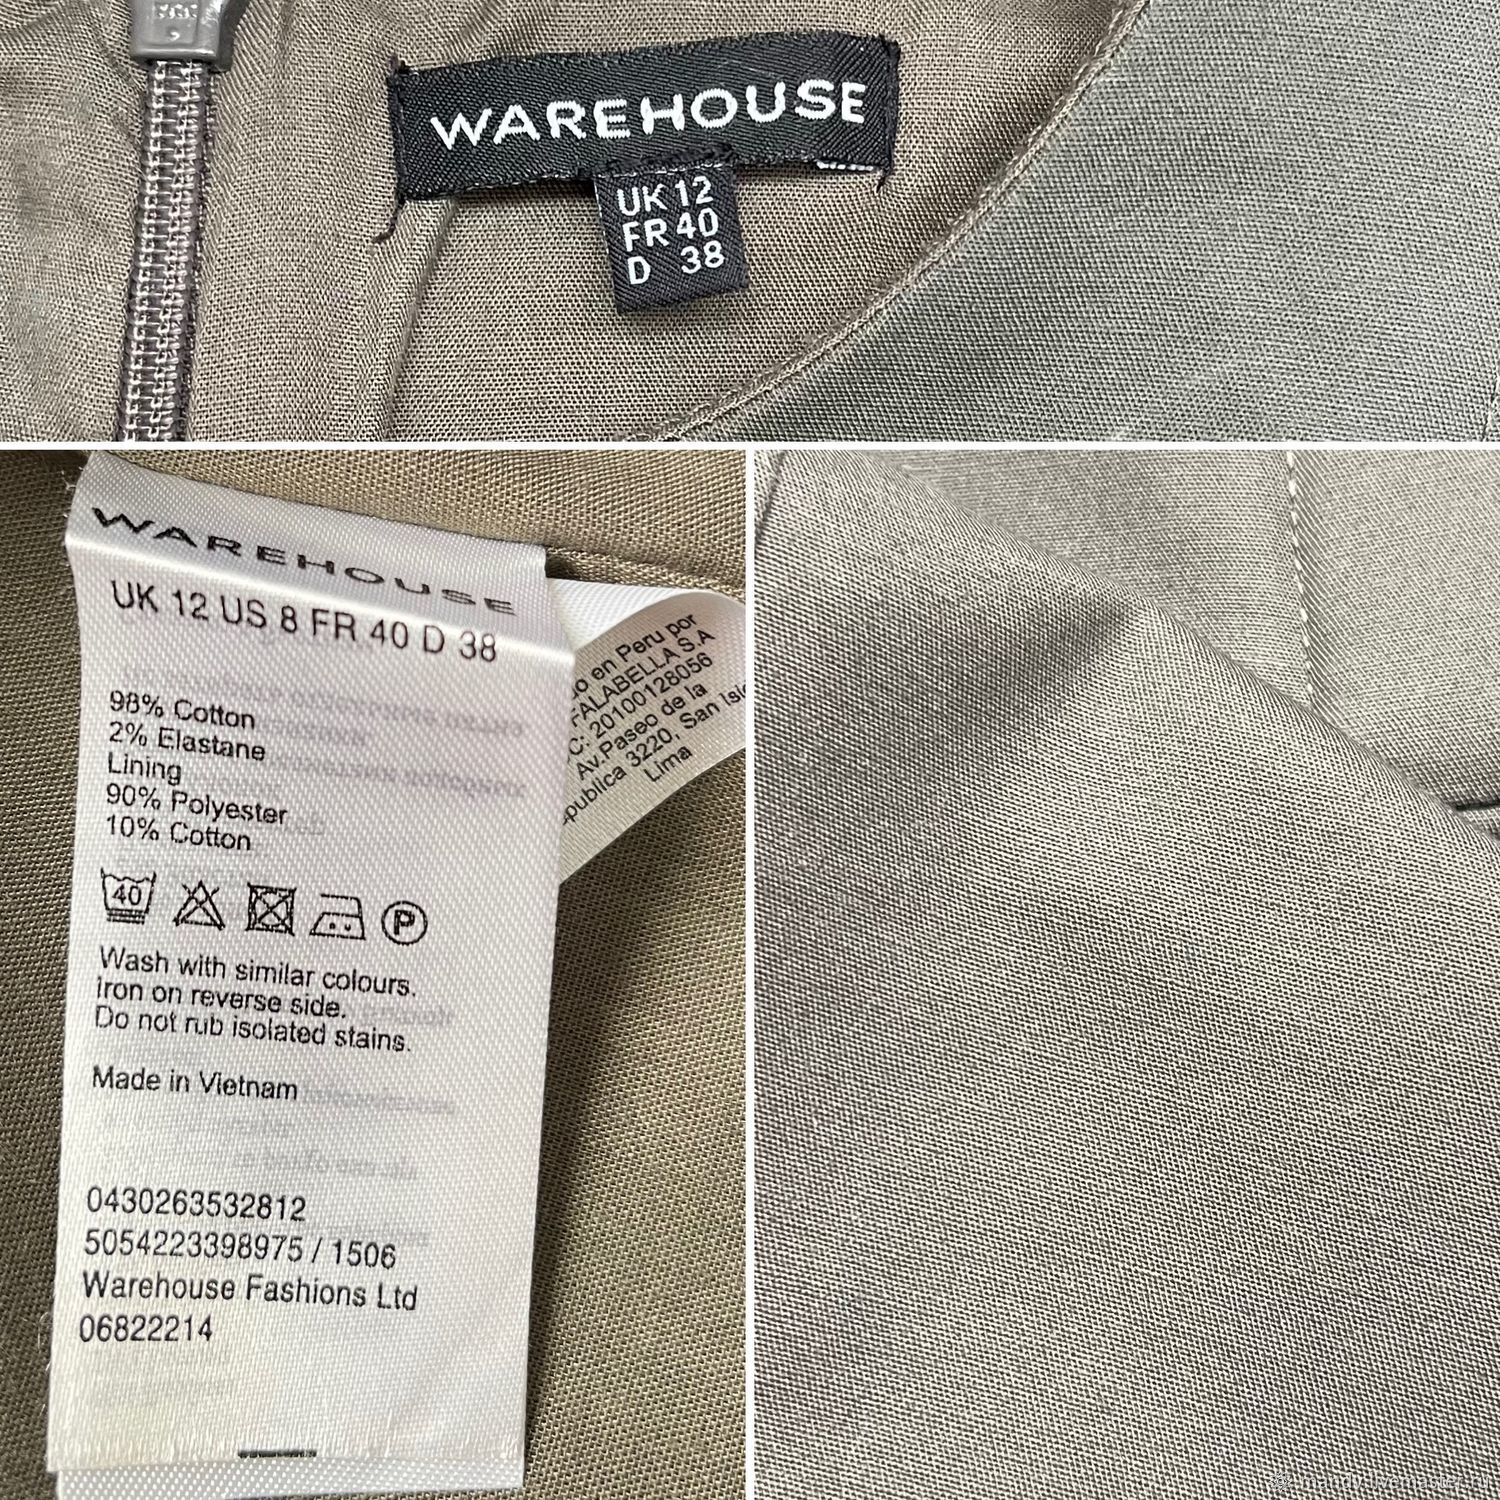 WAREHOUSE
UK 12
FR 40
D 38
WAREHOUSE
UK 12 US 8 FR 40 D 38
98% Cotton
2% Elastane
Lining
90% Polyester
10% Cotton
40
P
Wash with similar colours.
Iron on reverse side.
Do not rub isolated stains.
Made in Vietnam
0430263532812
5054223398975 / 1506
Warehouse Fashions Ltd
06822214
en Peru por
FALABELLA S.A
C: 20100128056
Av.Paseo de la
publica 3220, San Isi
Lima